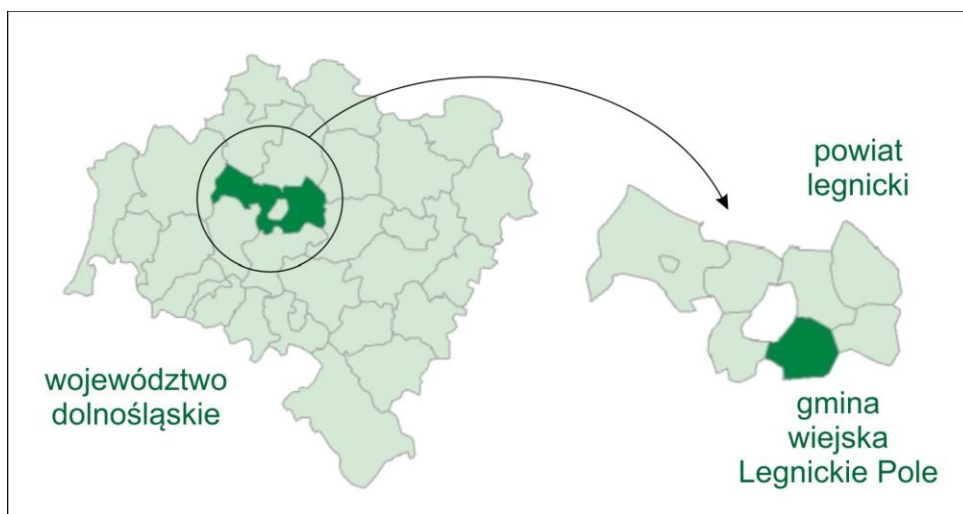 powiat
legnicki
województwo
dolnośląskie
gmina
wiejska
Legnickie Pole